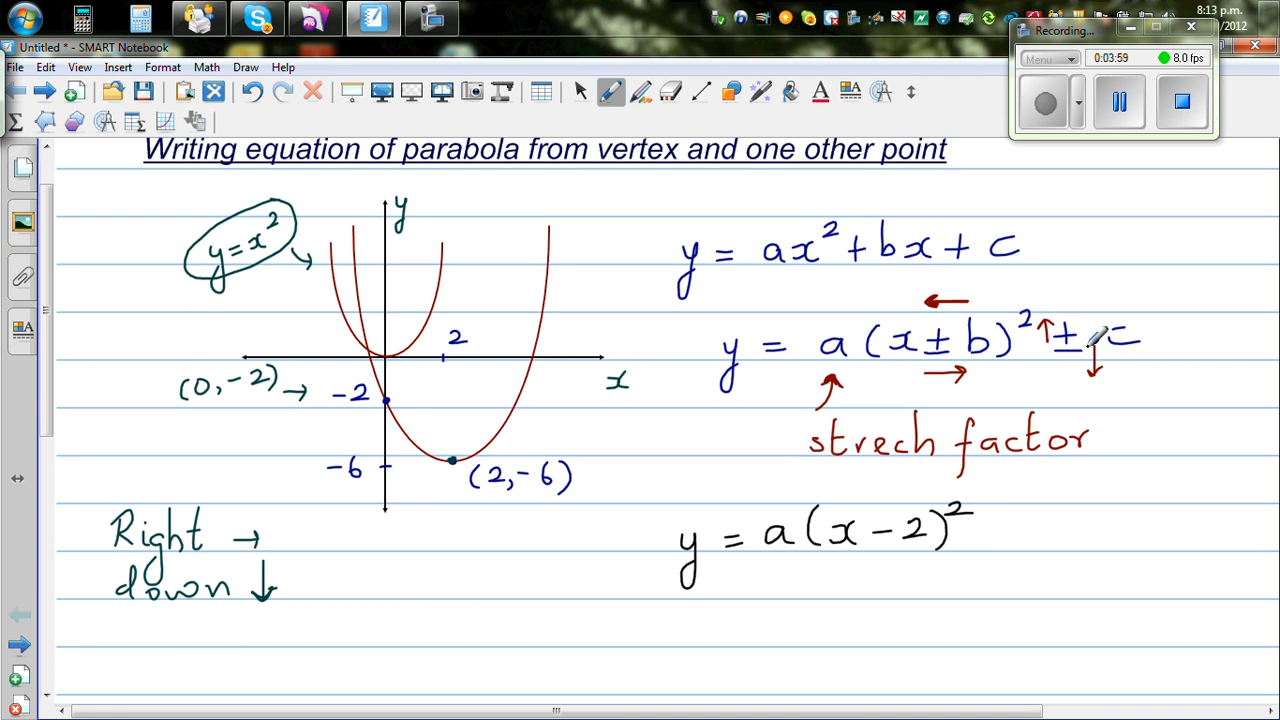 8:13 p.m.
/2012
Recording...
Menu
0:03:59
8.0 fps
Untitled * - SMART Notebook
File Edit View Insert Format Math Draw Help
Writing equation of parabola from vertex and one other point
y
y = x²
y = ax² + bx + c
2
y = a (x ± b)² ± c
(0, -2)
-2
x
strech factor
-6
(2, -6)
Right
y = a(x - 2)²
down